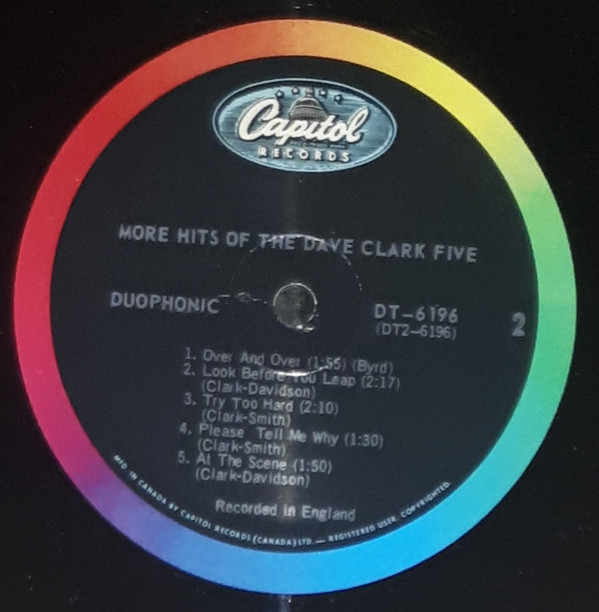 Capitol
RECORDS
MORE HITS OF THE DAVE CLARK FIVE
DUOPHONIC
DT-6196
(DT2-6196)
2
1. Over And Over (1:55) (Byrd)
2. Look Before You Leap (2:17)
(Clark-Davidson)
3. Try Too Hard (2:10)
(Clark-Smith)
4. Please Tell Me Why (1:30)
(Clark-Smith)
5. At The Scene (1:50)
(Clark-Davidson)
Recorded in England
MFD. IN CANADA BY CAPITOL RECORDS (CANADA) LTD. — REGISTERED USER. COPYRIGHTED.